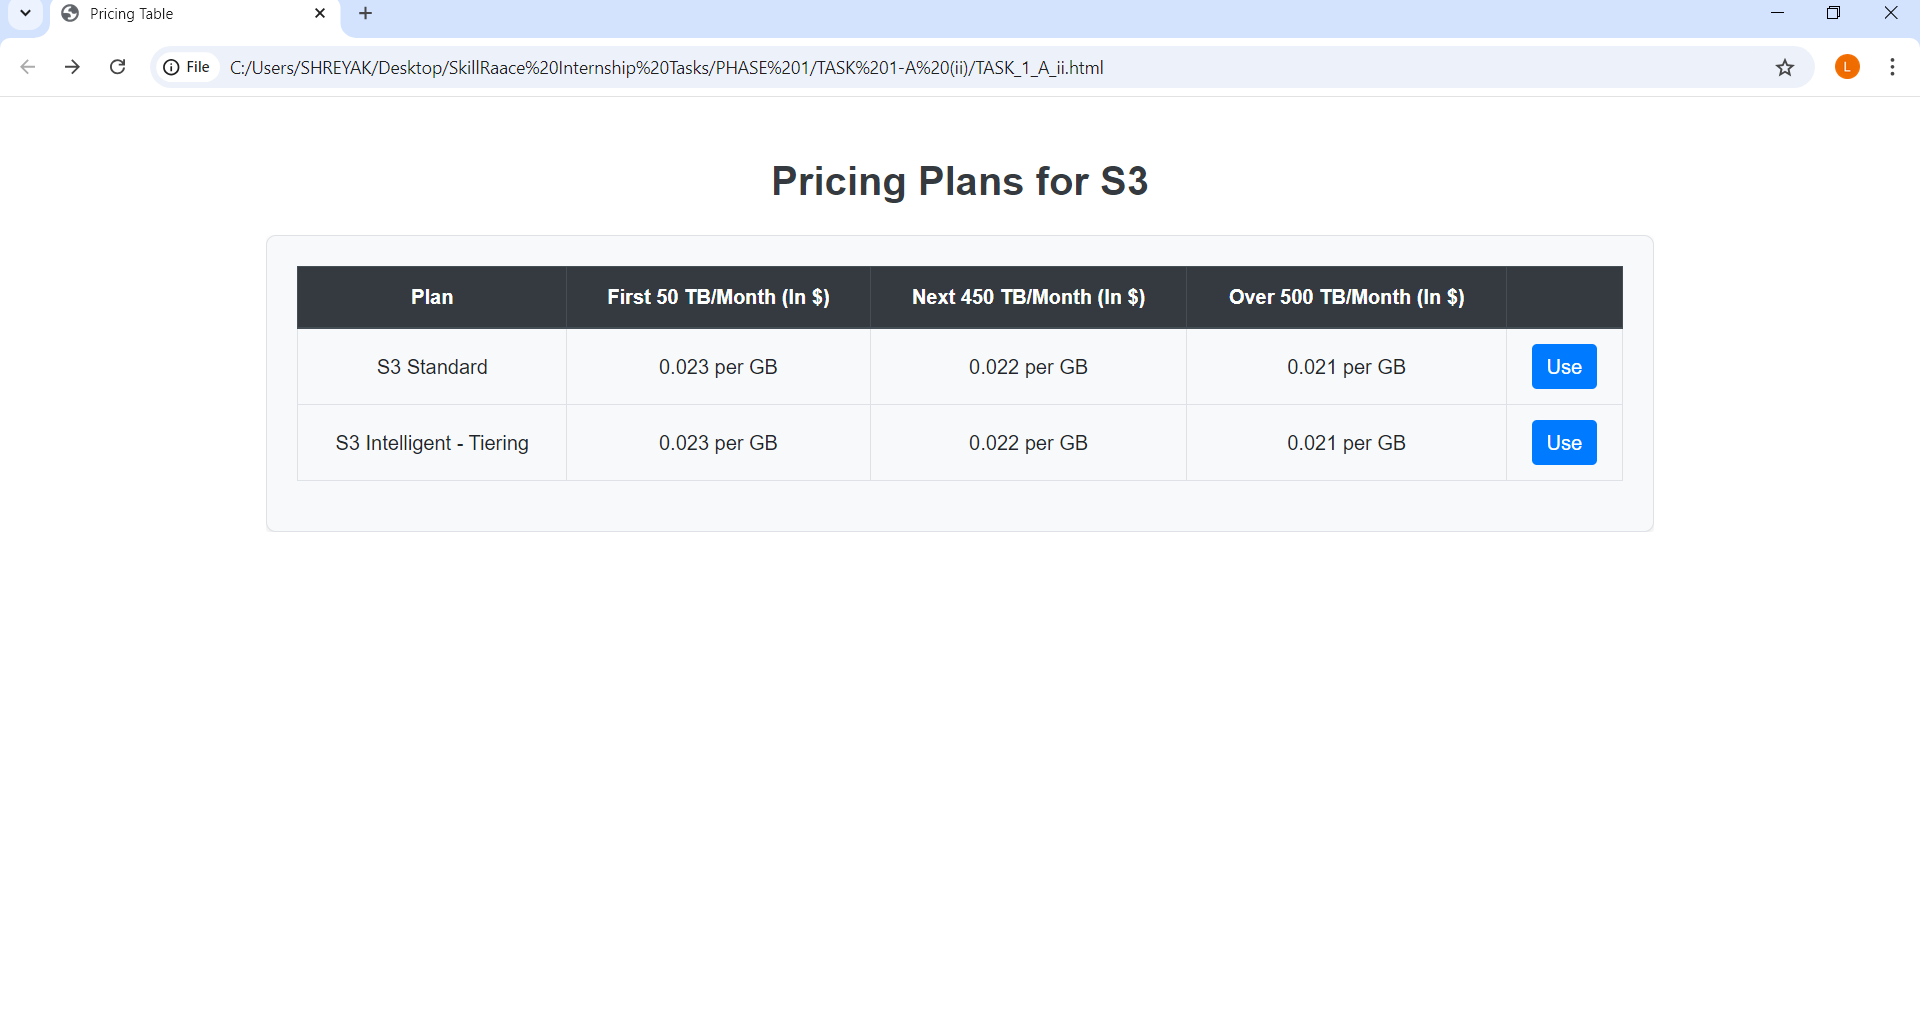 Pricing Table
File C:/Users/SHREYAK/Desktop/SkillRaace%20Internship%20Tasks/PHASE%201/TASK%201-A%20(ii)/TASK_1_A_ii.html L
Pricing Plans for S3
Plan First 50 TB/Month (In $) Next 450 TB/Month (In $) Over 500 TB/Month (In $)
S3 Standard 0.023 per GB 0.022 per GB 0.021 per GB Use
S3 Intelligent - Tiering 0.023 per GB 0.022 per GB 0.021 per GB Use